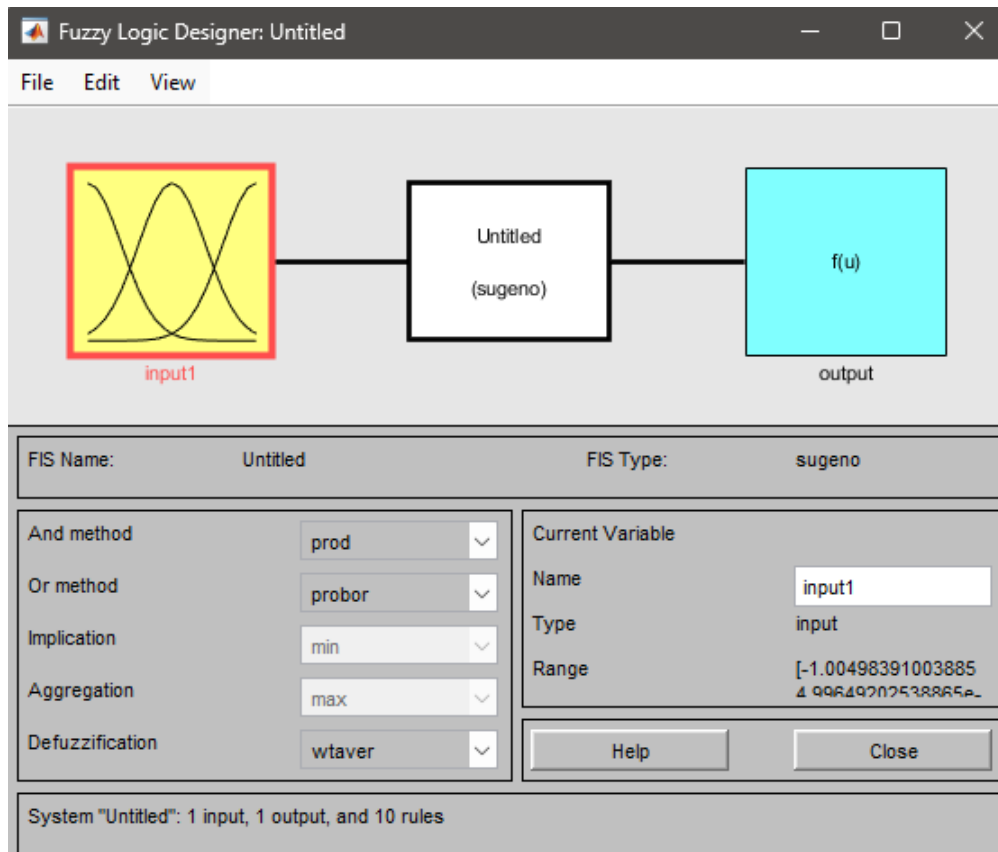 Fuzzy Logic Designer: Untitled
File Edit View
Untitled
f(u)
(sugeno)
input1
output
FIS Name: Untitled FIS Type: sugeno
And method prod
Or method probor
Implication min
Aggregation max
Defuzzification wtaver
Current Variable
Name input1
Type input
Range [-1.00498391003885
4.99649202538865e-
Help Close
System "Untitled": 1 input, 1 output, and 10 rules